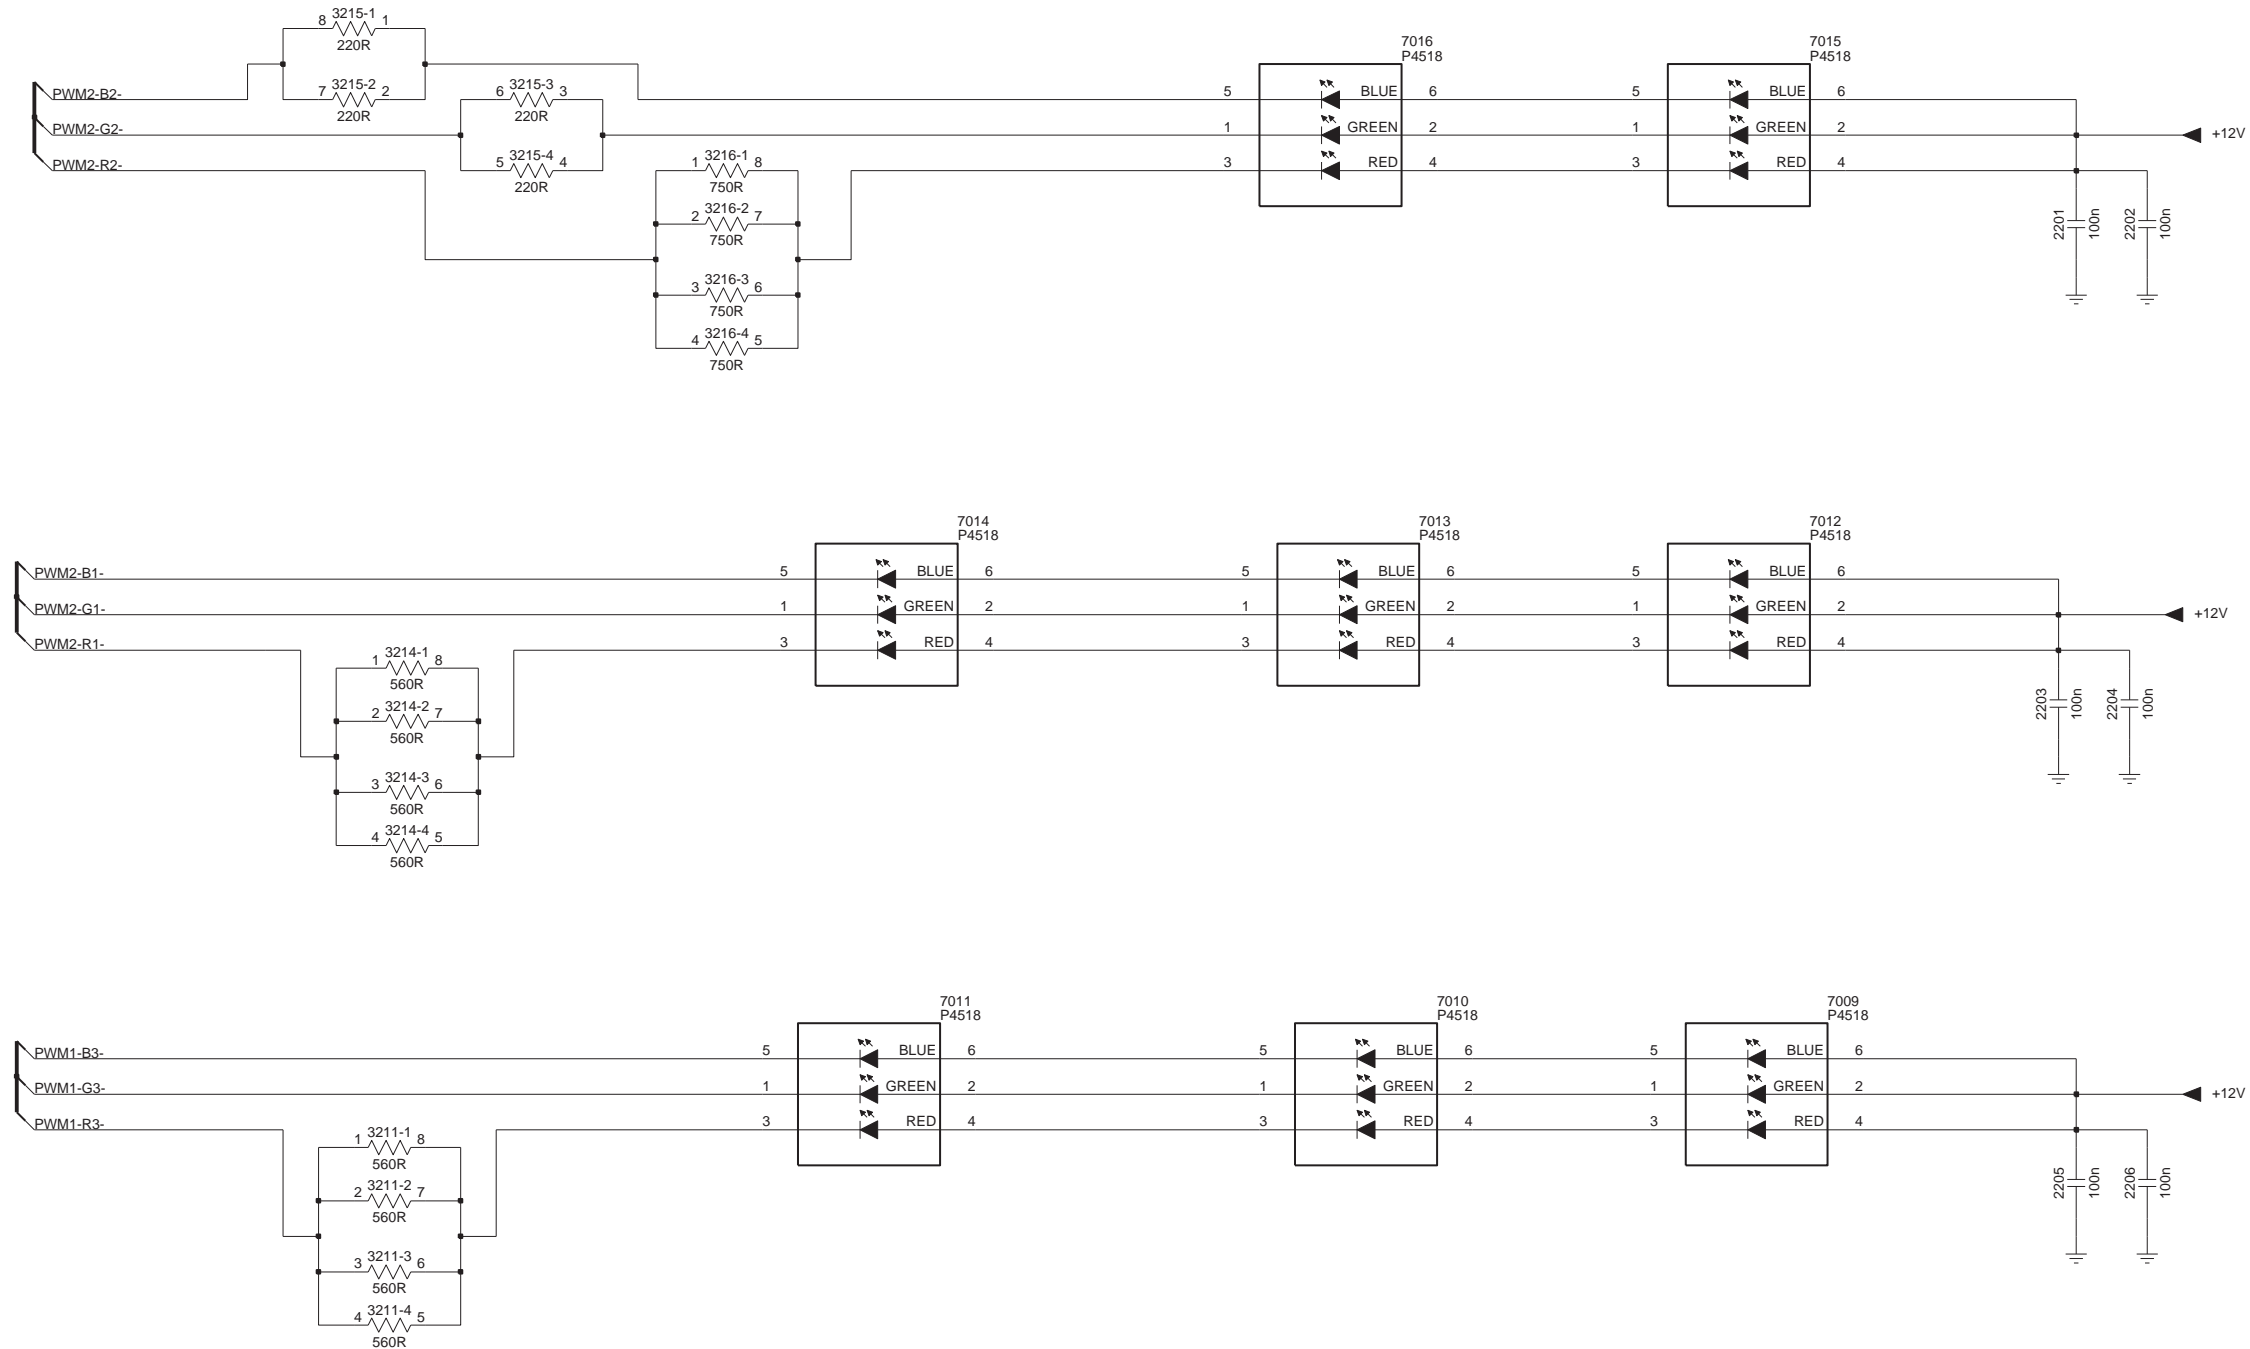 3215-1
8 1
220R
3215-2
7 2
220R
PWM2-B2-
3215-3
6 3
220R
PWM2-G2-
3215-4
5 4
220R
PWM2-R2-
3216-1
1 8
750R
3216-2
2 7
750R
3216-3
3 6
750R
3216-4
4 5
750R
7016
P4518
5 BLUE 6
1 GREEN 2
3 RED 4
7015
P4518
5 BLUE 6
1 GREEN 2
3 RED 4
+12V
2201
100n
2202
100n
PWM2-B1-
PWM2-G1-
PWM2-R1-
3214-1
1 8
560R
3214-2
2 7
560R
3214-3
3 6
560R
3214-4
4 5
560R
7014
P4518
5 BLUE 6
1 GREEN 2
3 RED 4
7013
P4518
5 BLUE 6
1 GREEN 2
3 RED 4
7012
P4518
5 BLUE 6
1 GREEN 2
3 RED 4
+12V
2203
100n
2204
100n
PWM1-B3-
PWM1-G3-
PWM1-R3-
3211-1
1 8
560R
3211-2
2 7
560R
3211-3
3 6
560R
3211-4
4 5
560R
7011
P4518
5 BLUE 6
1 GREEN 2
3 RED 4
7010
P4518
5 BLUE 6
1 GREEN 2
3 RED 4
7009
P4518
5 BLUE 6
1 GREEN 2
3 RED 4
+12V
2205
100n
2206
100n